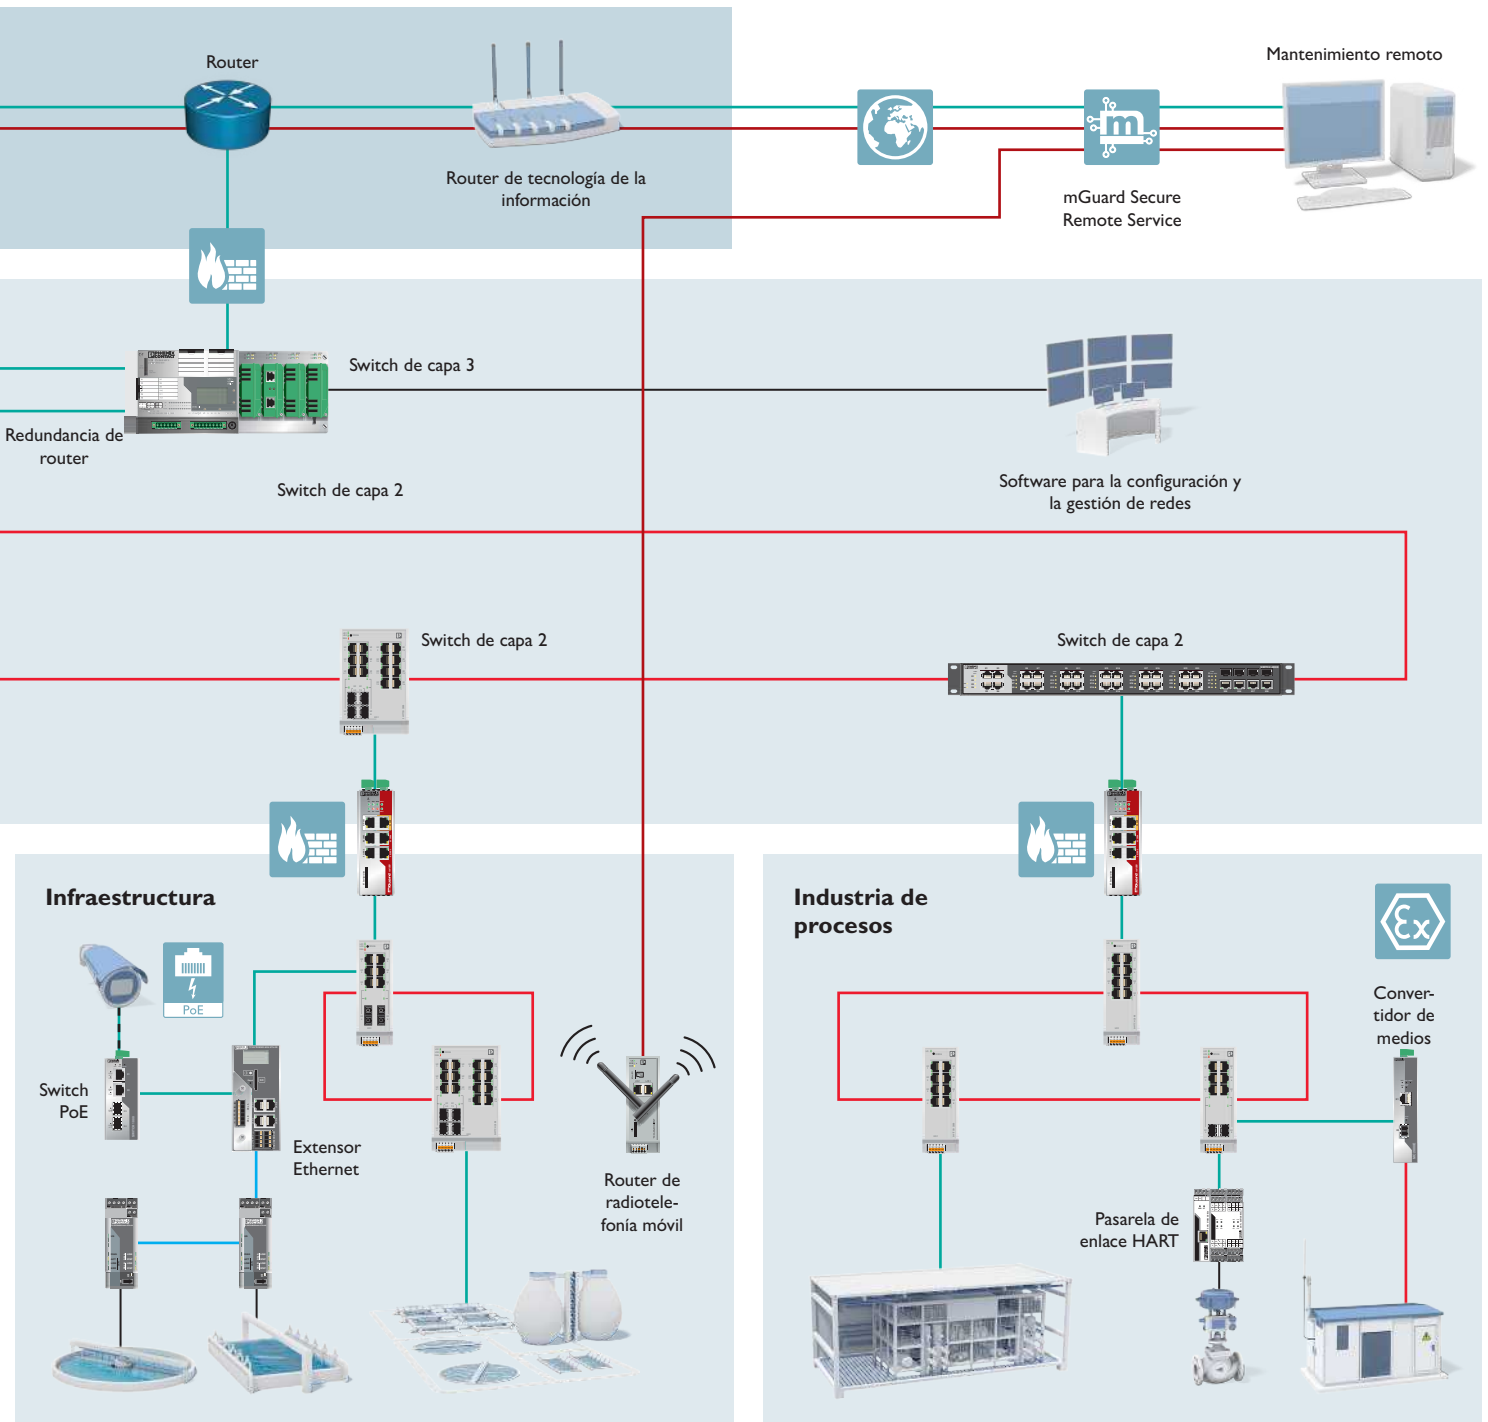 Router
Mantenimiento remoto
Router de tecnología de la
información
m
mGuard Secure
Remote Service
Switch de capa 3
Redundancia de
router
Software para la configuración y
la gestión de redes
Switch de capa 2
Switch de capa 2
Switch de capa 2
Infraestructura
Industria de
procesos
Ex
PoE
Conver-
tidor de
medios
Switch
PoE
Extensor
Ethernet
Router de
radiotele-
fonía móvil
Pasarela de
enlace HART